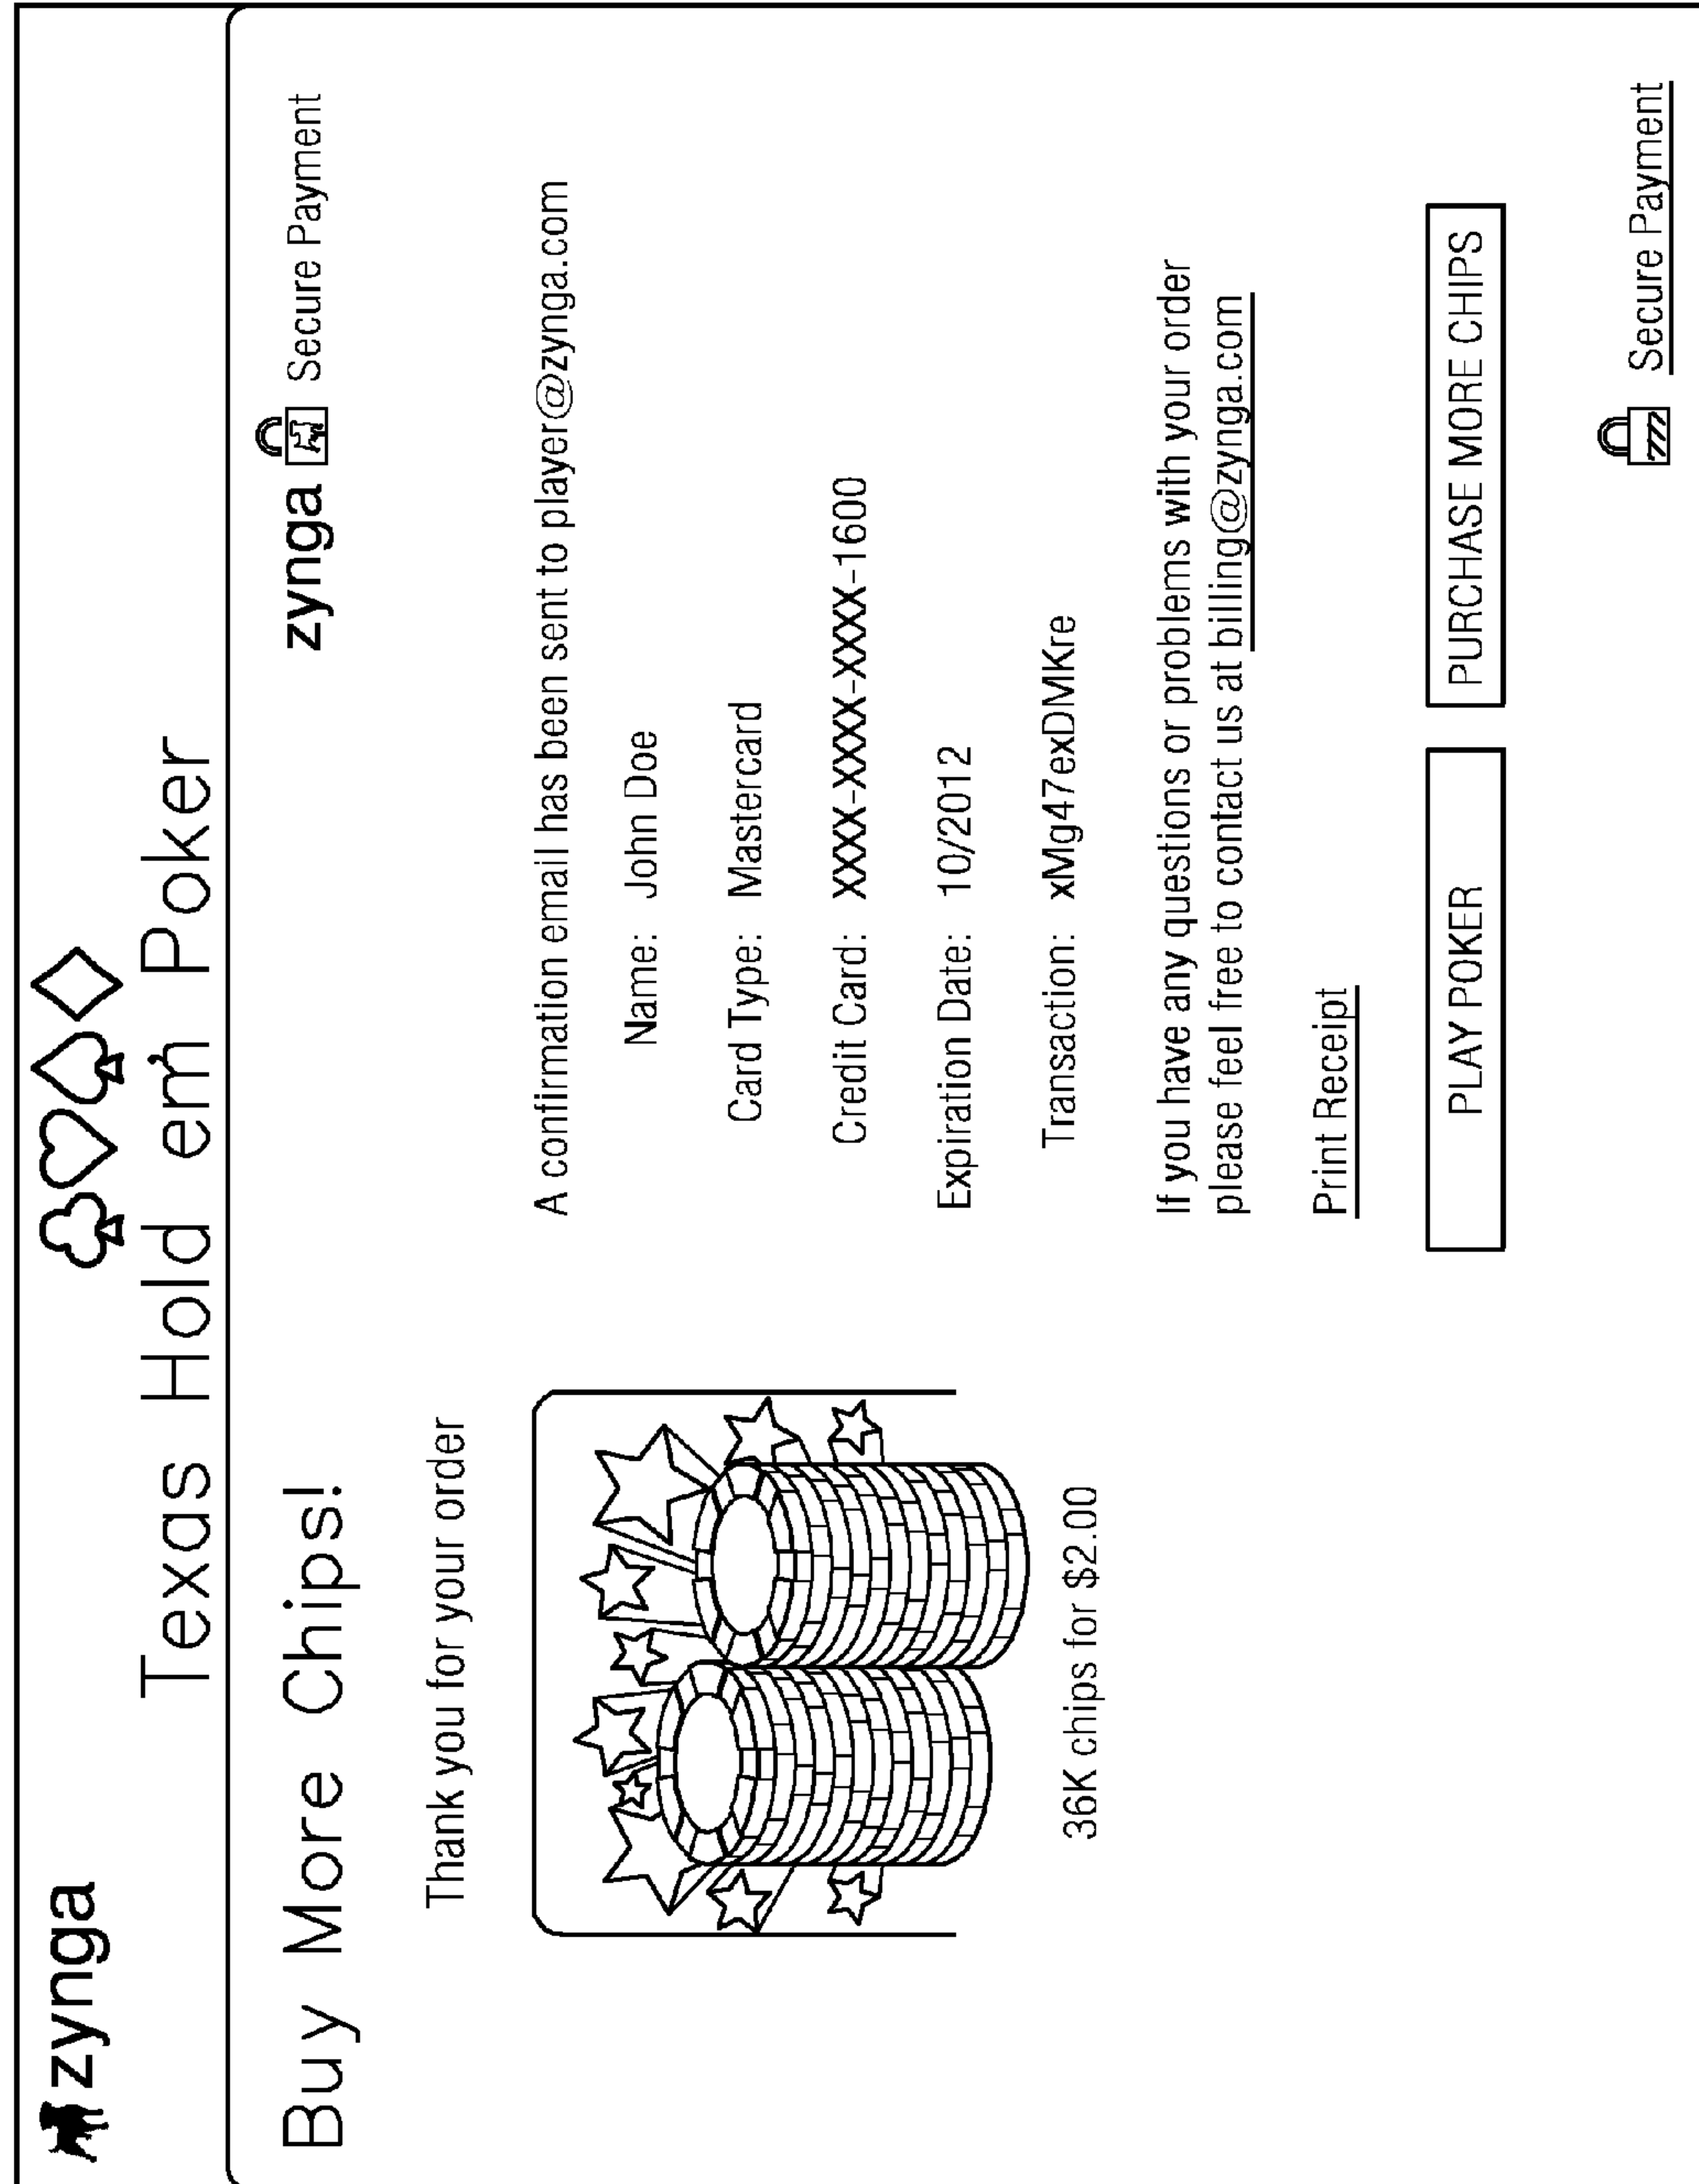 zynga
Texas Hold em' Poker
Buy More Chips!
zynga Secure Payment
Thank you for your order
36K chips for $2.00
A confirmation email has been sent to player@zynga.com
Name: John Doe
Card Type: Mastercard
Credit Card: XXXX-XXXX-XXXX-1600
Expiration Date: 10/2012
Transaction: xMg47exDMKre
If you have any questions or problems with your order
please feel free to contact us at billing@zynga.com
Print Receipt
PLAY POKER
PURCHASE MORE CHIPS
Secure Payment